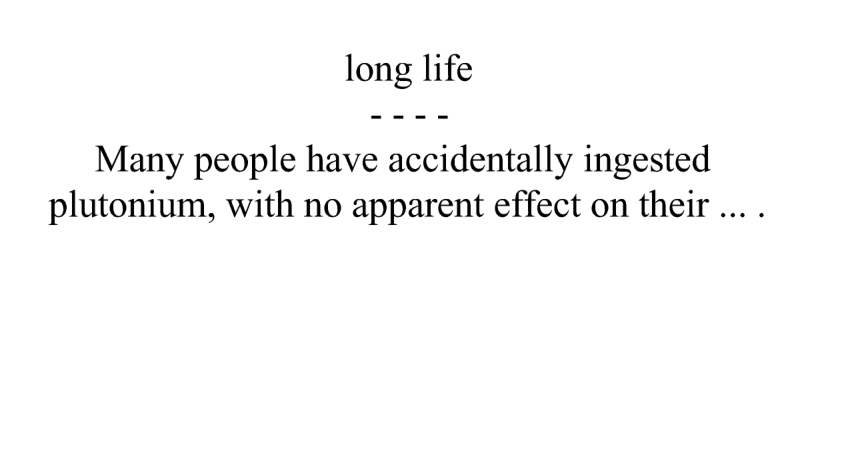 long life
- - - -
Many people have accidentally ingested
plutonium, with no apparent effect on their ... .